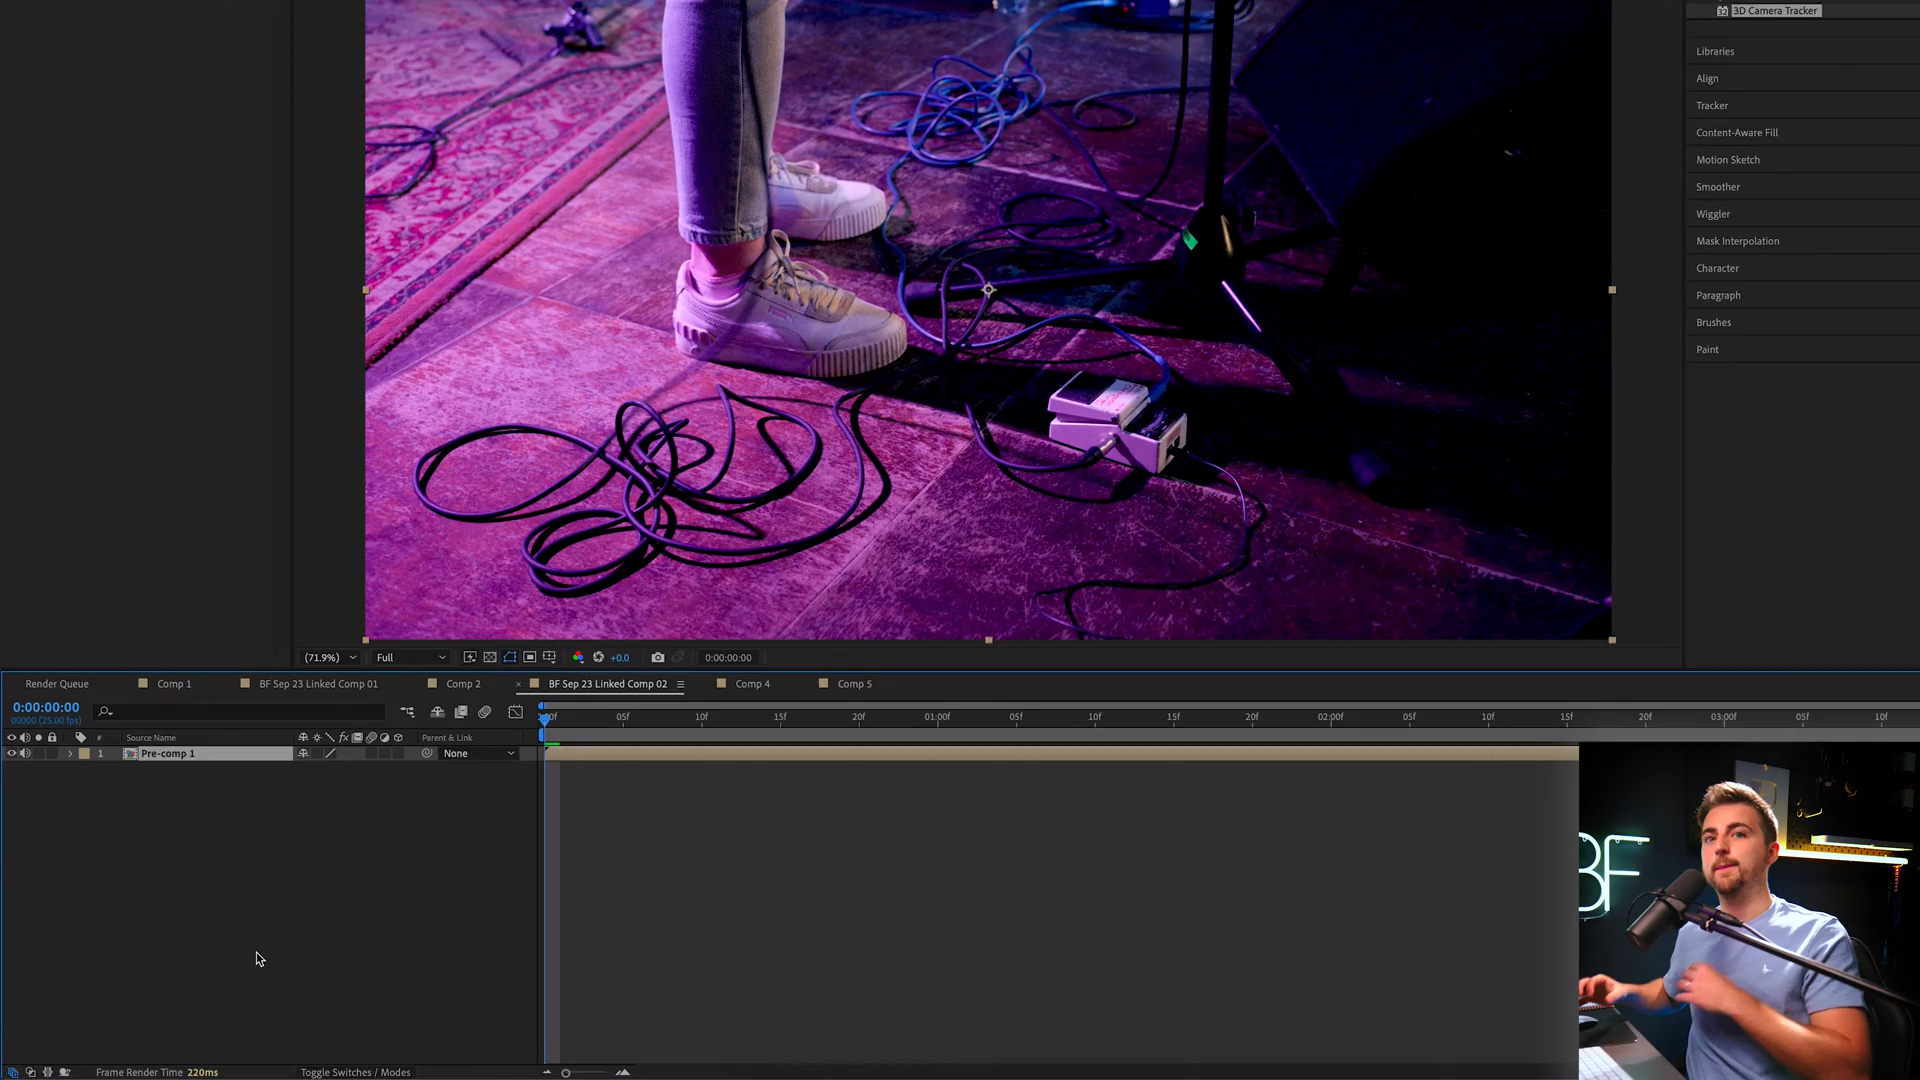 3D Camera Tracker
Libraries
Align
Tracker
Content-Aware Fill
Motion Sketch
Smoother
Wiggler
Mask Interpolation
Character
Paragraph
Brushes
Paint
(71.9%) Full +0.0 0:00:00:00
Render Queue Comp 1 BF Sep 23 Linked Comp 01 Comp 2 × BF Sep 23 Linked Comp 02 Comp 4 Comp 5
0:00:00:00
00000 (25.00 fps)
:00f 05f 10f 15f 20f 01:00f 05f 10f 15f 20f 02:00f 05f 10f 15f 20f 03:00f 05f 10f
# Source Name fx Parent & Link
1 Pre-comp 1 None
BF
Frame Render Time 220ms Toggle Switches / Modes